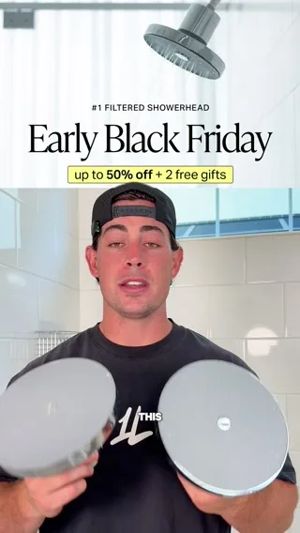 #1 FILTERED SHOWERHEAD
Early Black Friday
up to 50% off + 2 free gifts
THIS